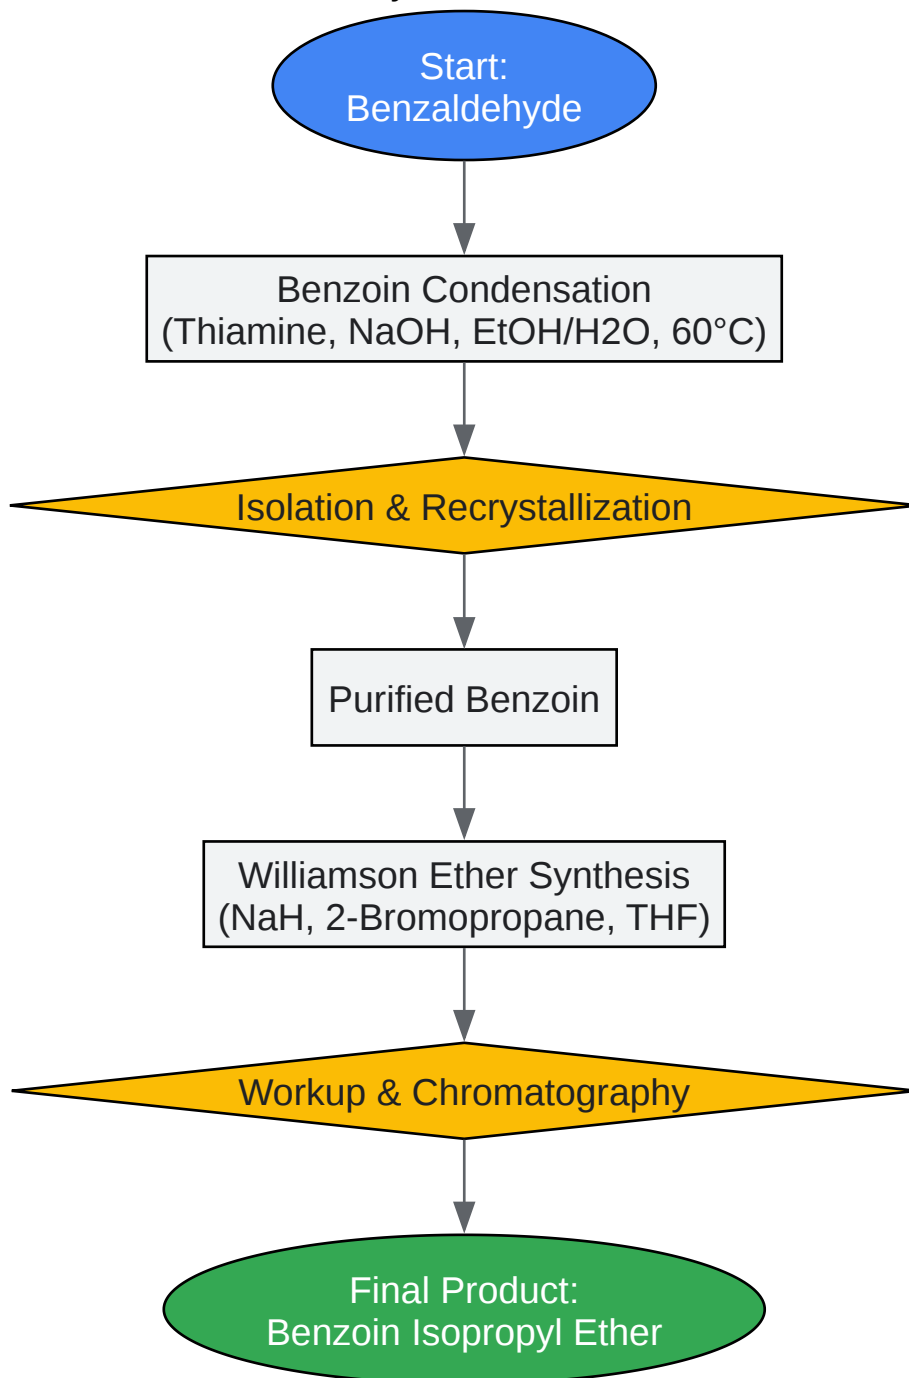 Start:
Benzaldehyde
Benzoin Condensation
(Thiamine, NaOH, EtOH/H2O, 60°C)
Isolation & Recrystallization
Purified Benzoin
Williamson Ether Synthesis
(NaH, 2-Bromopropane, THF)
Workup & Chromatography
Final Product:
Benzoin Isopropyl Ether